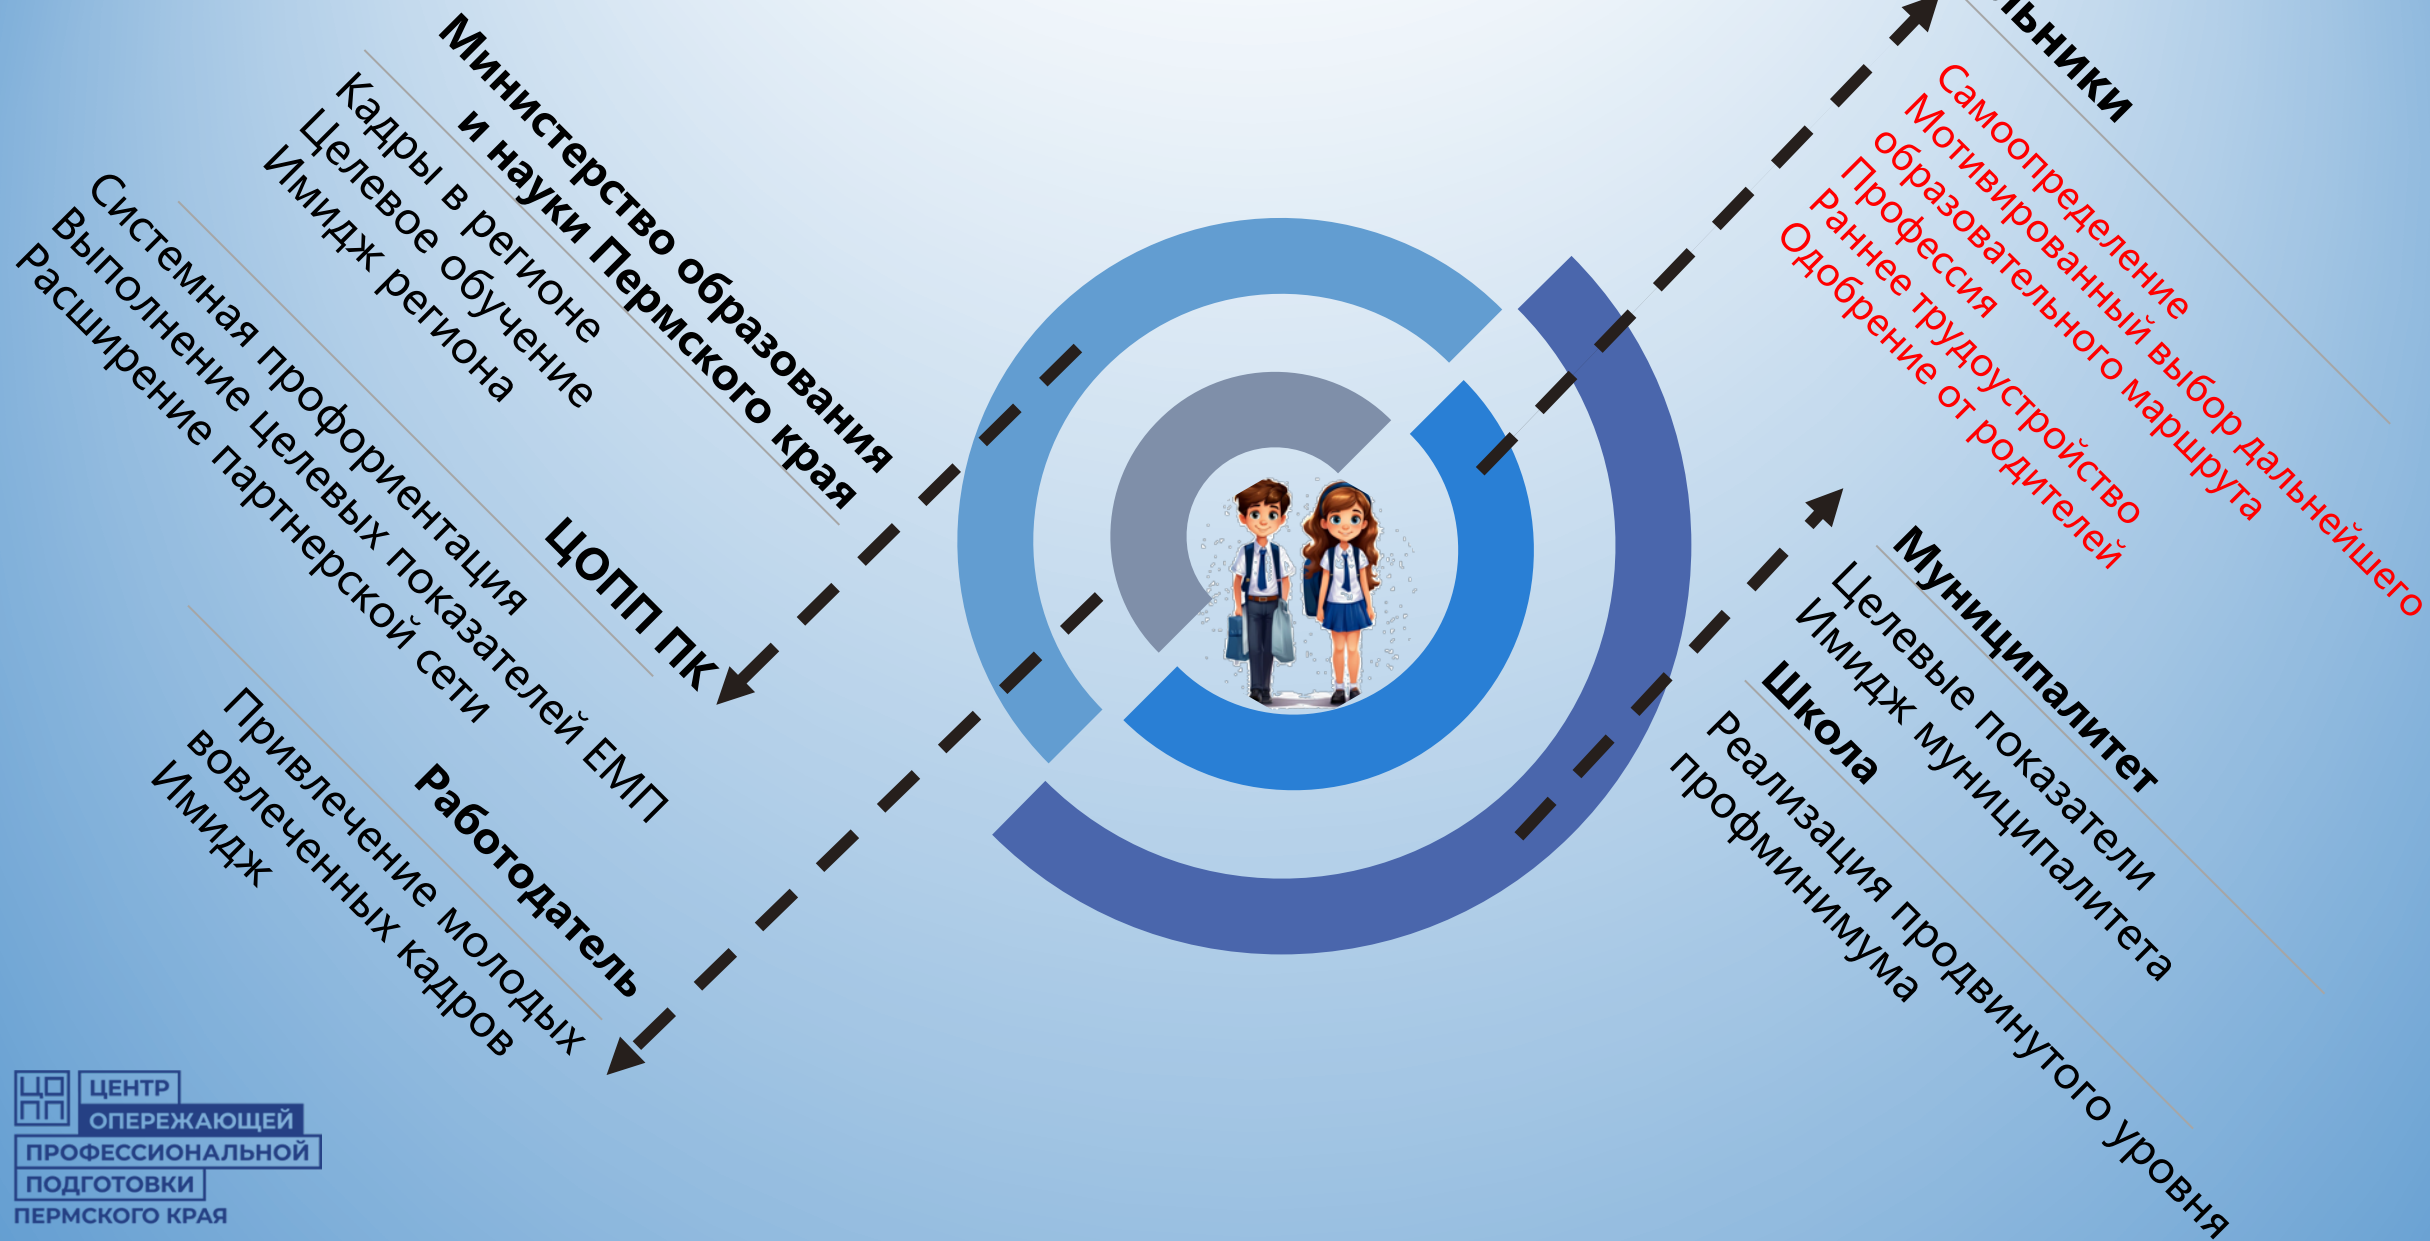 Министерство образования
и науки Пермского края
Кадры в регионе
Целевое обучение
Имидж региона
ЦОПП ПК
Системная профориентация
Выполнение целевых показателей ЕМП
Расширение партнерской сети
Работодатель
Привлечение молодых
вовлеченных кадров
Имидж
Самоопределение
Мотивированный выбор дальнейшего
образовательного маршрута
Профессия
Раннее трудоустройство
Одобрение от родителей
Муниципалитет
Целевые показатели
Имидж муниципалитета
Школа
Реализация продвинутого уровня
профминимума
ЦОПП
ЦЕНТР
ОПЕРЕЖАЮЩЕЙ
ПРОФЕССИОНАЛЬНОЙ
ПОДГОТОВКИ
ПЕРМСКОГО КРАЯ